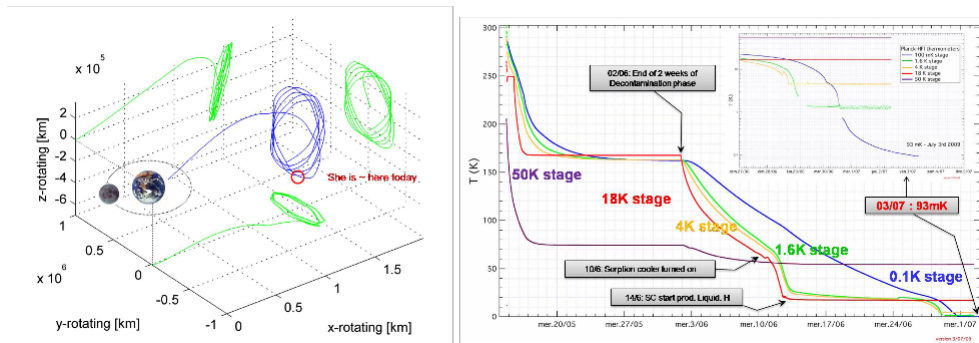 x 10
5
2
0
-2
-4
-6
z-rotating [km]
She is – here today
1
0.5
0
-0.5
-1
x 10
6
y-rotating [km]
0
0.5
1
1.5
x-rotating [km]
T (K)
300
250
200
150
100
50
0
02/06: End of 2 weeks of
Decontamination phase
50K stage
18K stage
4K stage
1.6K stage
0.1K stage
10/6: Sorption cooler turned on
14/6: SC start prod. Liquid. H
03/07 : 93mK
Planck-HFI thermometers
100 mK stage
1.6 K stage
4 K stage
18 K stage
50 K stage
T (K)
93 mK - July 3rd 2009
mer.20/05
mer.27/05
mer.3/06
mer.10/06
mer.17/06
mer.24/06
mer.1/07
version 5/07/09